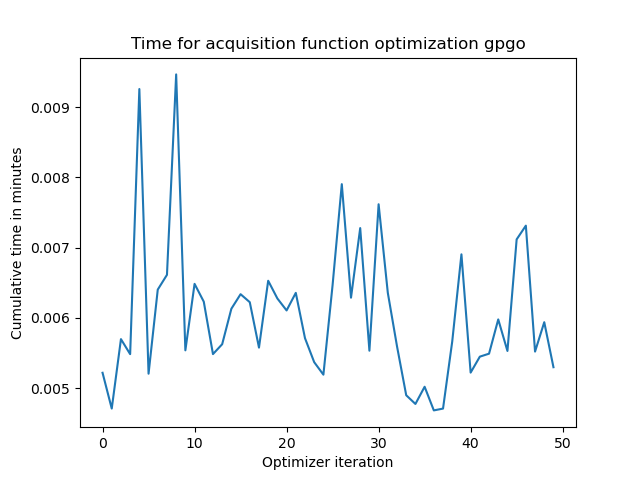 Time for acquisition function optimization gpgo
Cumulative time in minutes
0.009
0.008
0.007
0.006
0.005
0 10 20 30 40 50
Optimizer iteration